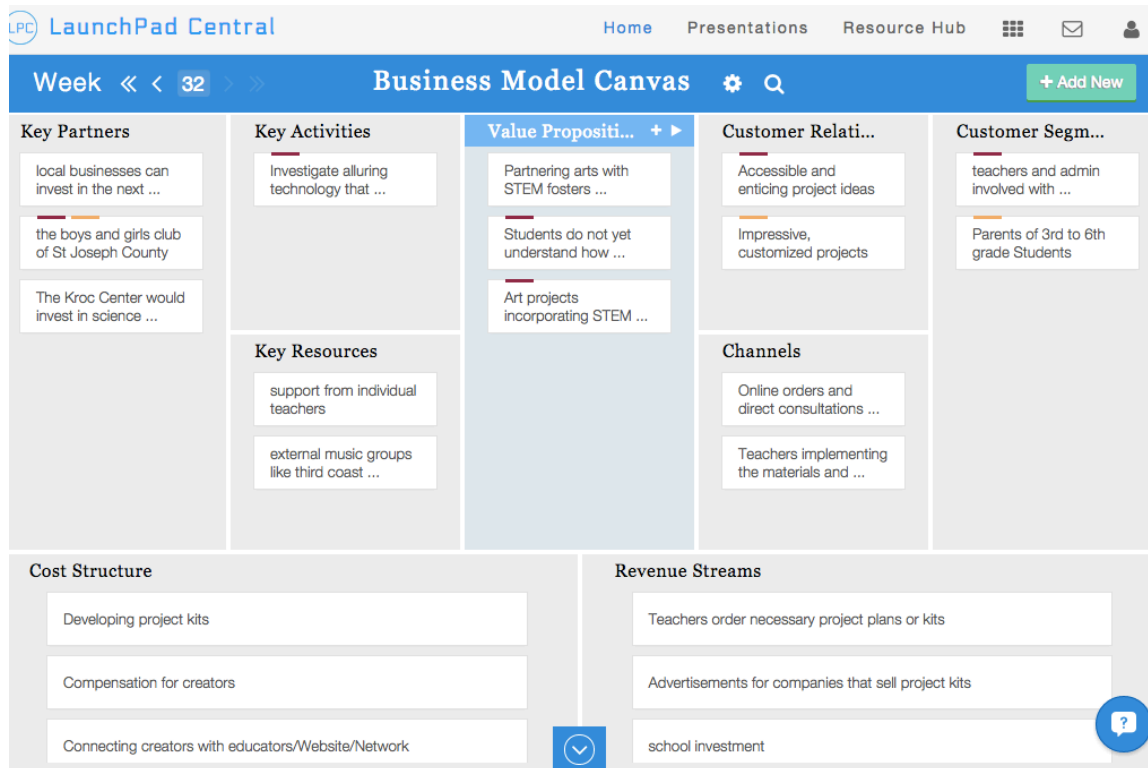 LPC LaunchPad Central
Home Presentations Resource Hub
Week « < 32 > »
Business Model Canvas
+ Add New
Key Partners
local businesses can
invest in the next ...
the boys and girls club
of St Joseph County
The Kroc Center would
invest in science ...
Key Activities
Investigate alluring
technology that ...
Key Resources
support from individual
teachers
external music groups
like third coast ...
Value Propositi... +
Partnering arts with
STEM fosters ...
Students do not yet
understand how ...
Art projects
incorporating STEM ...
Customer Relati...
Accessible and
enticing project ideas
Impressive,
customized projects
Channels
Online orders and
direct consultations ...
Teachers implementing
the materials and ...
Customer Segm...
teachers and admin
involved with ...
Parents of 3rd to 6th
grade Students
Cost Structure
Developing project kits
Compensation for creators
Connecting creators with educators/Website/Network
Revenue Streams
Teachers order necessary project plans or kits
Advertisements for companies that sell project kits
school investment
?